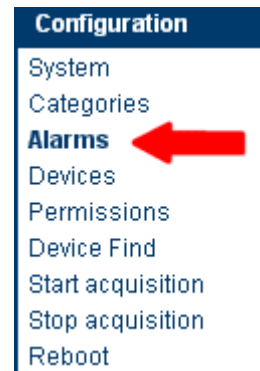 Configuration
System
Categories
Alarms
Devices
Permissions
Device Find
Start acquisition
Stop acquisition
Reboot